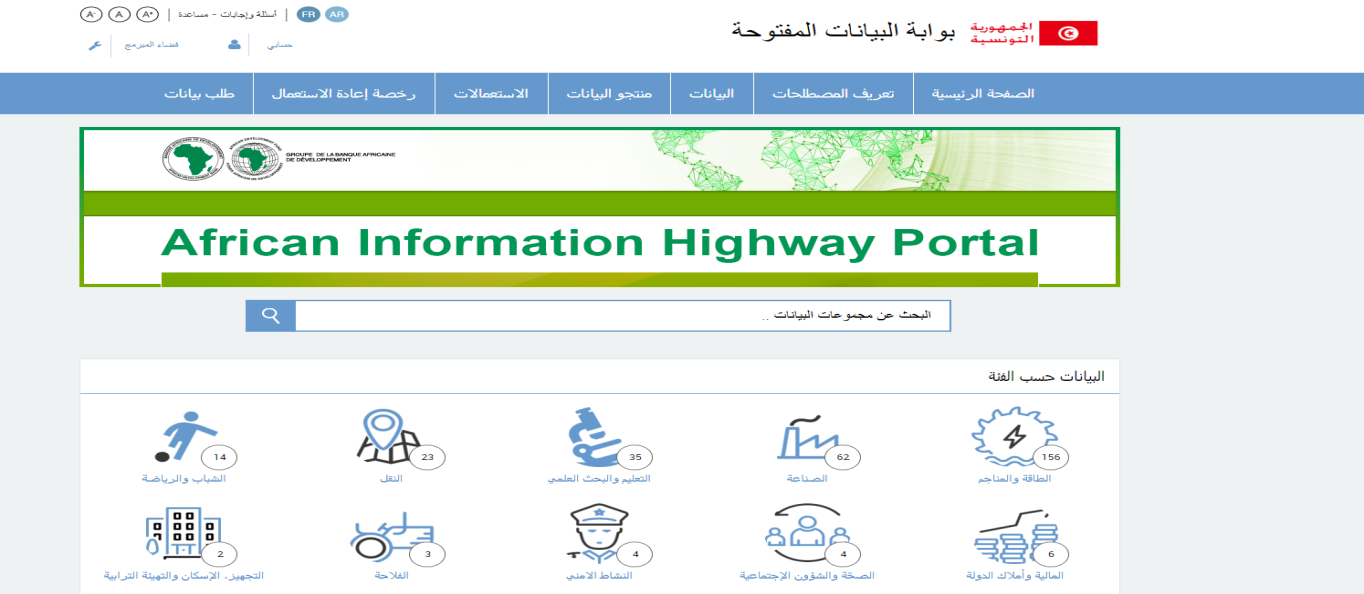 الجمهورية
التونسية
بوابة البيانات المفتوحة
AR FR | أسئلة وإجابات - مساعدة | A+ A A-
حسابي
فضاء المبرمج
الصفحة الرئيسية
تعريف المصطلحات
البيانات
منتجو البيانات
الاستعمالات
رخصة إعادة الاستعمال
طلب بيانات
GROUPE DE LA BANQUE AFRICAINE
DE DÉVELOPPEMENT
African Information Highway Portal
البحث عن مجموعات البيانات ..
البيانات حسب الفئة
156
الطاقة والمناجم
62
الصناعة
35
التعليم والبحث العلمي
23
النقل
14
الشباب والرياضة
6
المالية وأملاك الدولة
4
الصحّة والشؤون الإجتماعية
4
النشاط الأمني
3
الفلاحة
2
التجهيز، الإسكان والتهيئة الترابية